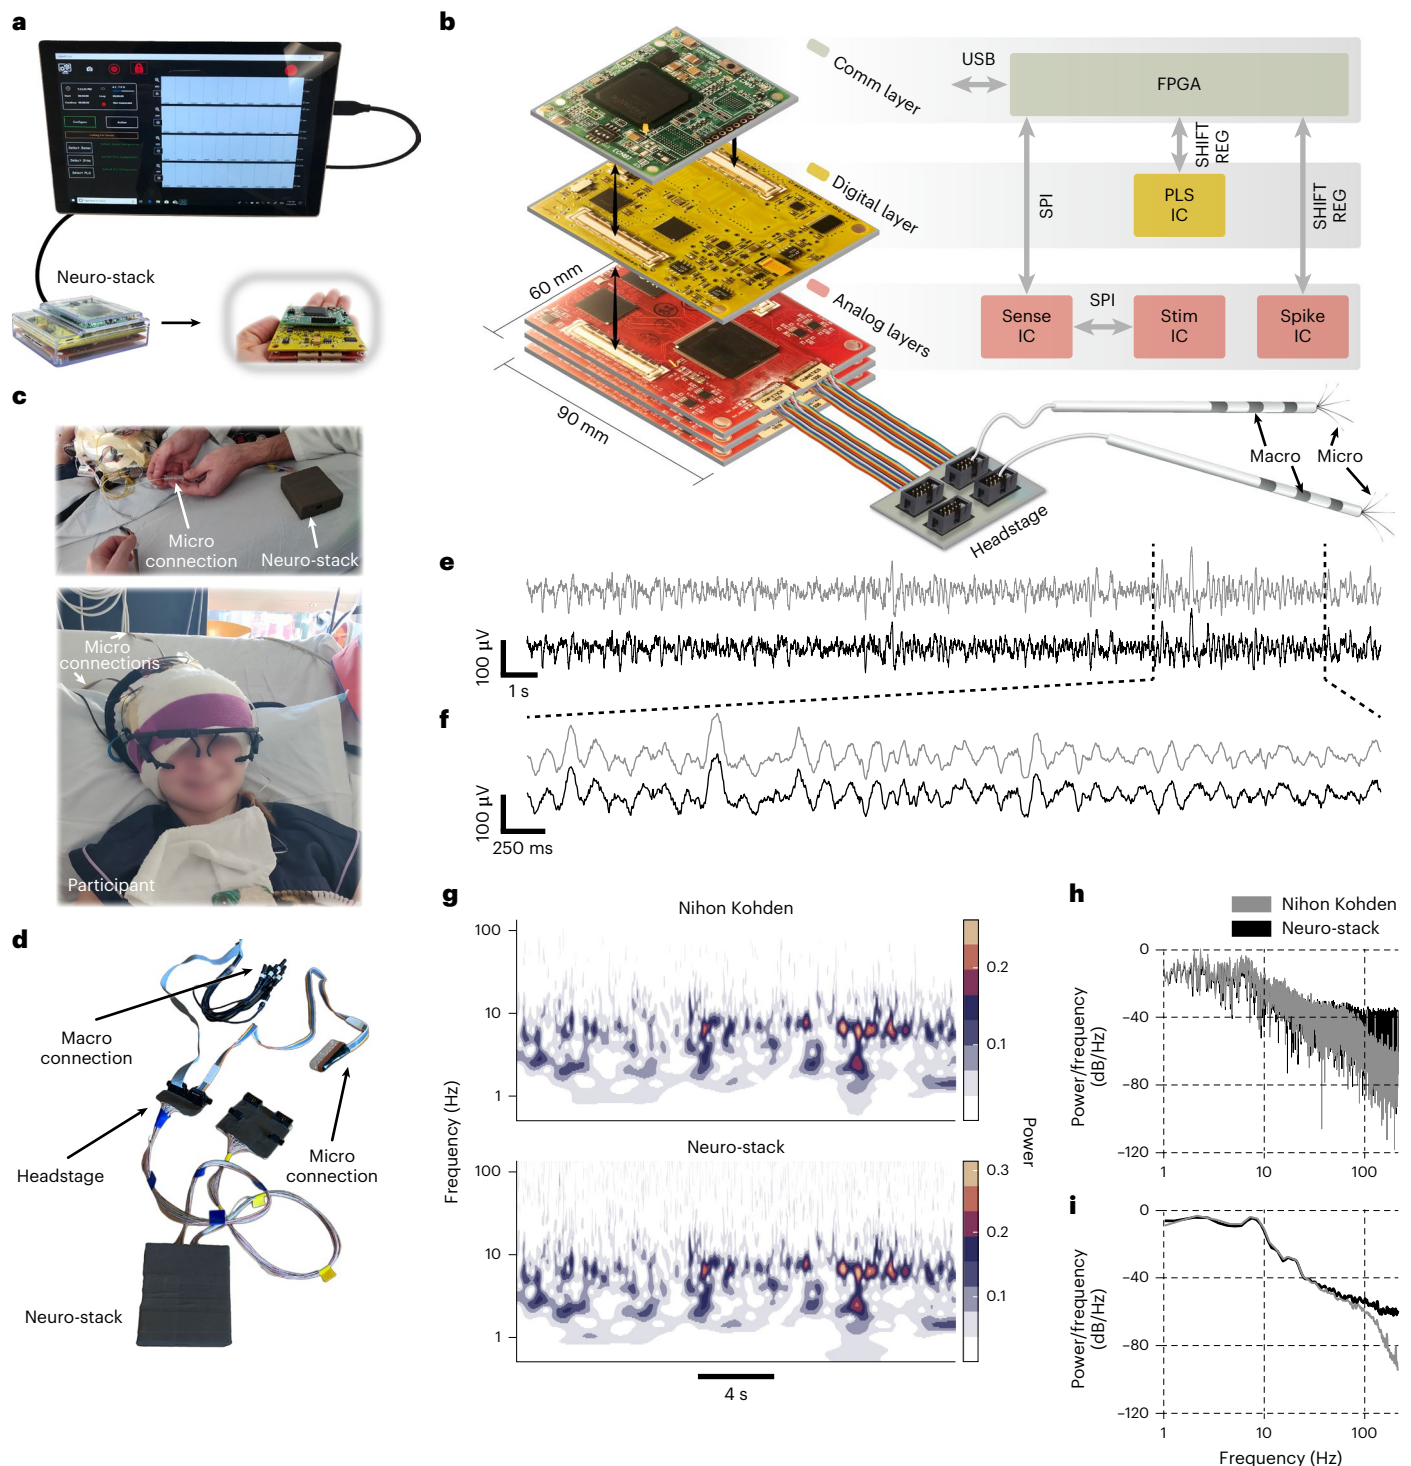 a
Neuro-stack
b
USB
FPGA
Comm layer
SHIFT
REG
SPI
SHIFT
REG
PLS
IC
Digital layer
60 mm
Analog layers
SPI
Sense
IC
Stim
IC
Spike
IC
90 mm
Macro
Micro
Headstage
c
Micro
connection
Neuro-stack
Micro
connections
Participant
d
Macro
connection
Headstage
Micro
connection
Neuro-stack
e
100 µV
1 s
f
100 µV
250 ms
g
Nihon Kohden
100
10
1
0.2
0.1
Frequency (Hz)
Power
Neuro-stack
100
10
1
0.3
0.2
0.1
4 s
h
Nihon Kohden
Neuro-stack
0
–40
–80
–120
Power/frequency
(dB/Hz)
10
100
i
0
–40
–80
–120
Power/frequency
(dB/Hz)
1
10
100
Frequency (Hz)